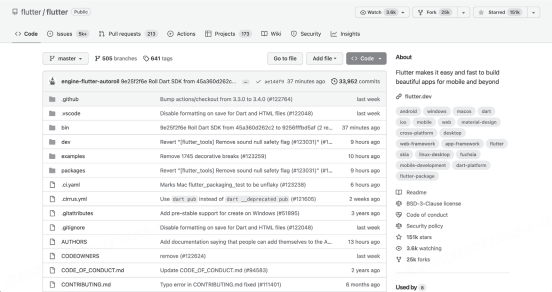 flutter / flutter Public
Watch 3.6k
Fork 25k
Starred 151k
Code
Issues 5k+
Pull requests 213
Actions
Projects 173
Wiki
Security
Insights
master
505 branches
641 tags
Go to file
Add file
Code
engine-flutter-autoroll 9e25f2f6e Roll Dart SDK from 45a360d262c... 37 minutes ago 33,952 commits
.github Bump actions/checkout from 3.3.0 to 3.4.0 (#122764) last week
.vscode Disable formatting on save for Dart and HTML files (#122048) last week
bin 9e25f2f6e Roll Dart SDK from 45a360d262c2 to 9256fffbd5af (2 re... 37 minutes ago
dev Revert "[flutter_tools] Remove sound null safety flag (#123031)" (#1... 9 hours ago
examples Remove 1745 decorative breaks (#123259) 10 hours ago
packages Revert "[flutter_tools] Remove sound null safety flag (#123031)" (#1... 9 hours ago
.ci.yaml Marks Mac flutter_packaging_test to be unflaky (#123238) 6 hours ago
.cirrus.yml Use dart pub instead of dart __deprecated_pub (#121605) 2 weeks ago
.gitattributes Add pre-stable support for create on Windows (#51895) 3 years ago
.gitignore Disable formatting on save for Dart and HTML files (#122048) last week
AUTHORS Add documentation saying that people can add themselves to the A... 13 hours ago
CODEOWNERS remove (#122624) last week
CODE_OF_CONDUCT.md Update CODE_OF_CONDUCT.md (#94583) 2 years ago
CONTRIBUTING.md Typo error in CONTRIBUTING.md fixed (#111401) 6 months ago
About
Flutter makes it easy and fast to build
beautiful apps for mobile and beyond
flutter.dev
android windows macos dart
ios mobile web material-design
cross-platform desktop
web-framework app-framework flutter
skia linux-desktop fuchsia
mobile-development dart-platform
flutter-package
Readme
BSD-3-Clause license
Code of conduct
Security policy
151k stars
3.6k watching
25k forks
Used by 8